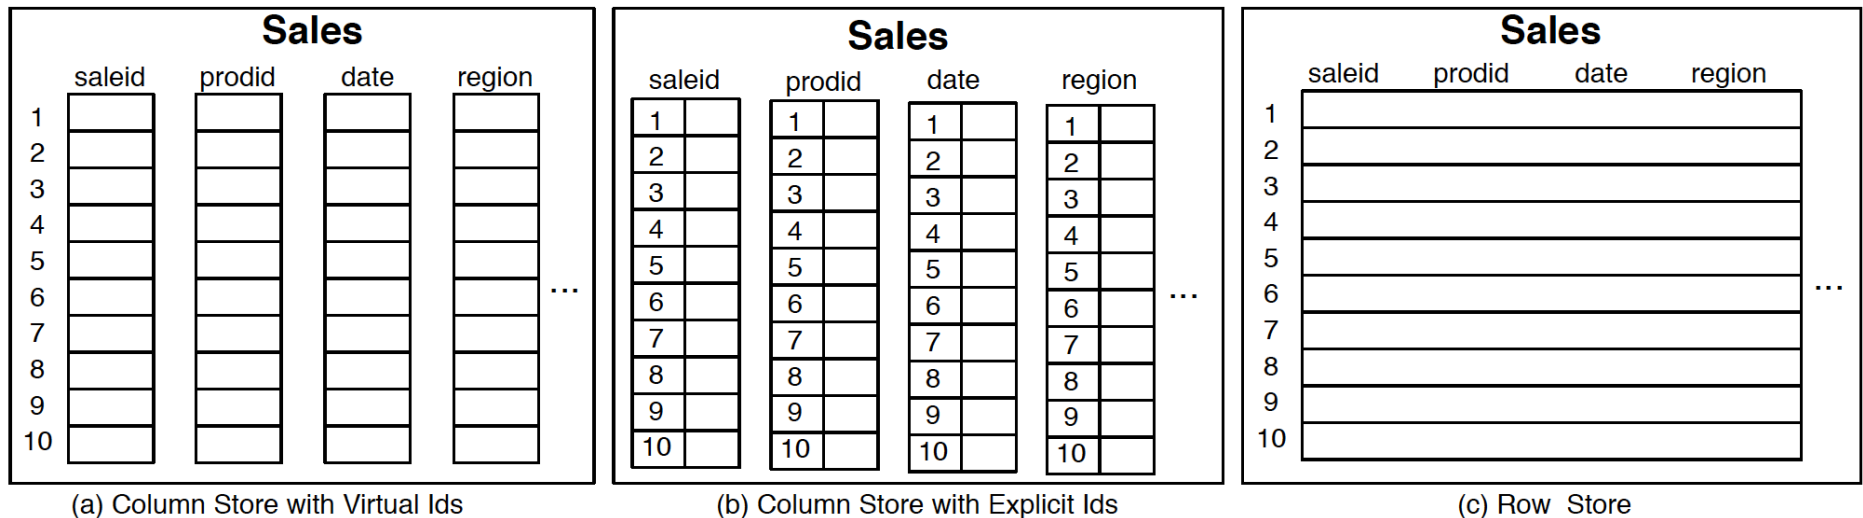 Sales
saleid prodid date region
1
2
3
4
5
6
7
8
9
10
...
(a) Column Store with Virtual Ids
Sales
saleid prodid date region
1 1 1 1
2 2 2 2
3 3 3 3
4 4 4 4
5 5 5 5
6 6 6 6
7 7 7 7
8 8 8 8
9 9 9 9
10 10 10 10
...
(b) Column Store with Explicit Ids
Sales
saleid prodid date region
1
2
3
4
5
6
7
8
9
10
...
(c) Row Store